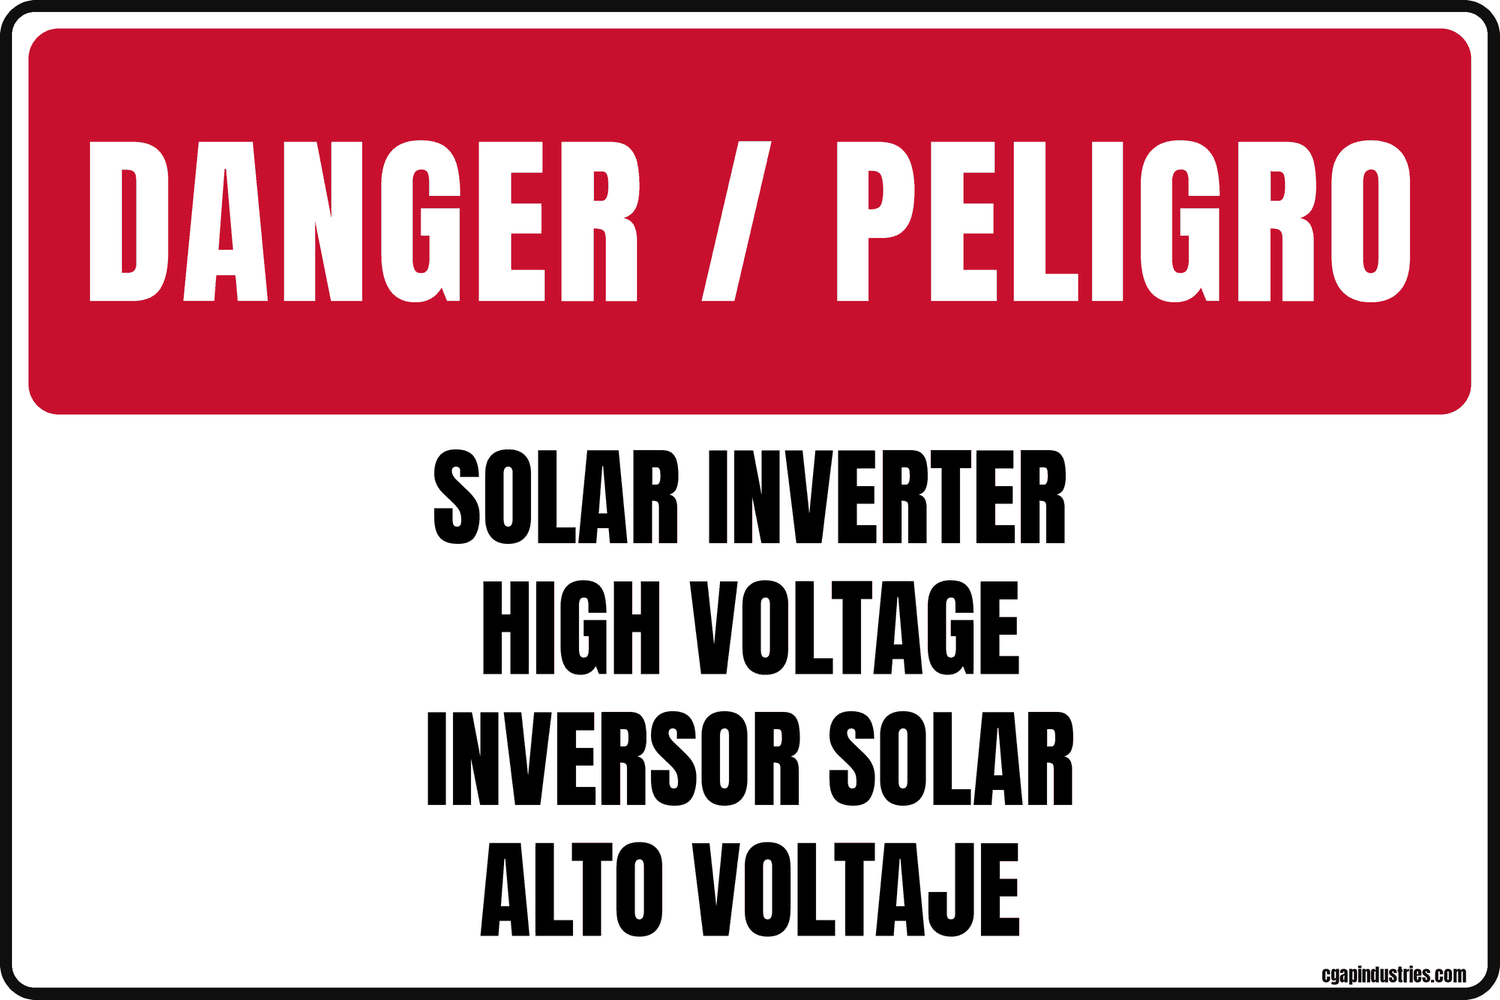 DANGER / PELIGRO
SOLAR INVERTER
HIGH VOLTAGE
INVERSOR SOLAR
ALTO VOLTAJE
cgapindustries.com